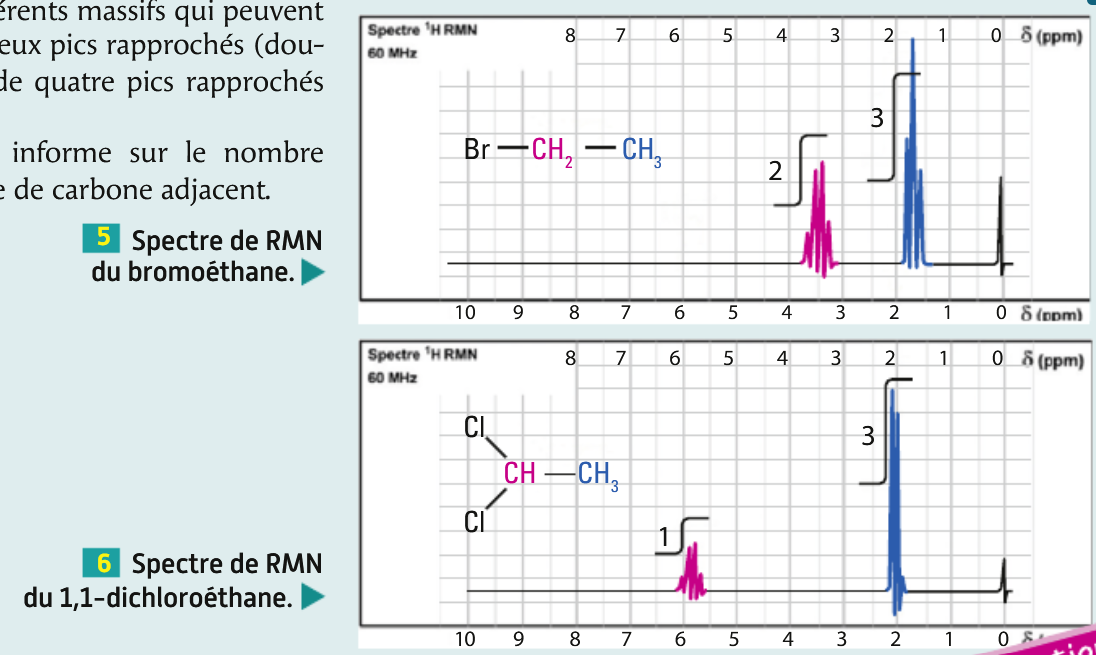 érents massifs qui peuvent
eux pics rapprochés (dou-
de quatre pics rapprochés
informe sur le nombre
e de carbone adjacent.
5 Spectre de RMN
du bromoéthane.
Spectre ¹H RMN
60 MHz
8 7 6 5 4 3 2 1 0 δ (ppm)
Br — CH₂ — CH₃
2
3
10 9 8 7 6 5 4 3 2 1 0 δ (ppm)
6 Spectre de RMN
du 1,1-dichloroéthane.
Spectre ¹H RMN
60 MHz
8 7 6 5 4 3 2 1 0 δ (ppm)
Cl
CH — CH₃
Cl
1
3
10 9 8 7 6 5 4 3 2 1 0 δ